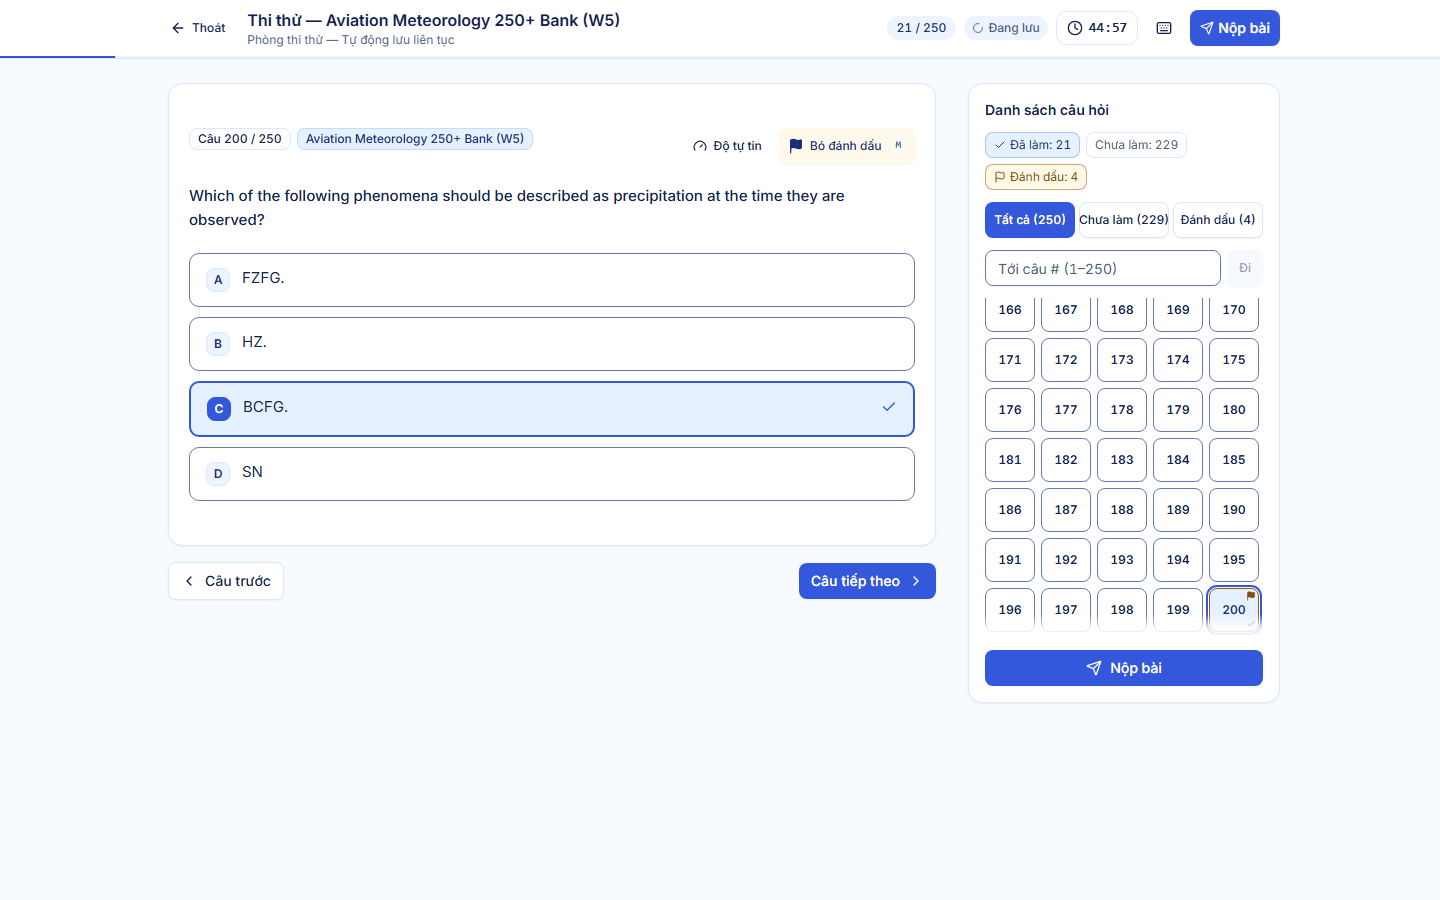 Thoát
Thi thử — Aviation Meteorology 250+ Bank (W5)
Phòng thi thử — Tự động lưu liên tục
21 / 250
Đang lưu
44:57
Nộp bài
Câu 200 / 250
Aviation Meteorology 250+ Bank (W5)
Độ tự tin
Bỏ đánh dấu M
Which of the following phenomena should be described as precipitation at the time they are
observed?
A FZFG.
B HZ.
C BCFG.
D SN
Câu trước
Câu tiếp theo
Danh sách câu hỏi
Đã làm: 21
Chưa làm: 229
Đánh dấu: 4
Tất cả (250)
Chưa làm (229)
Đánh dấu (4)
Tới câu # (1–250)
Đi
166 167 168 169 170
171 172 173 174 175
176 177 178 179 180
181 182 183 184 185
186 187 188 189 190
191 192 193 194 195
196 197 198 199 200
Nộp bài